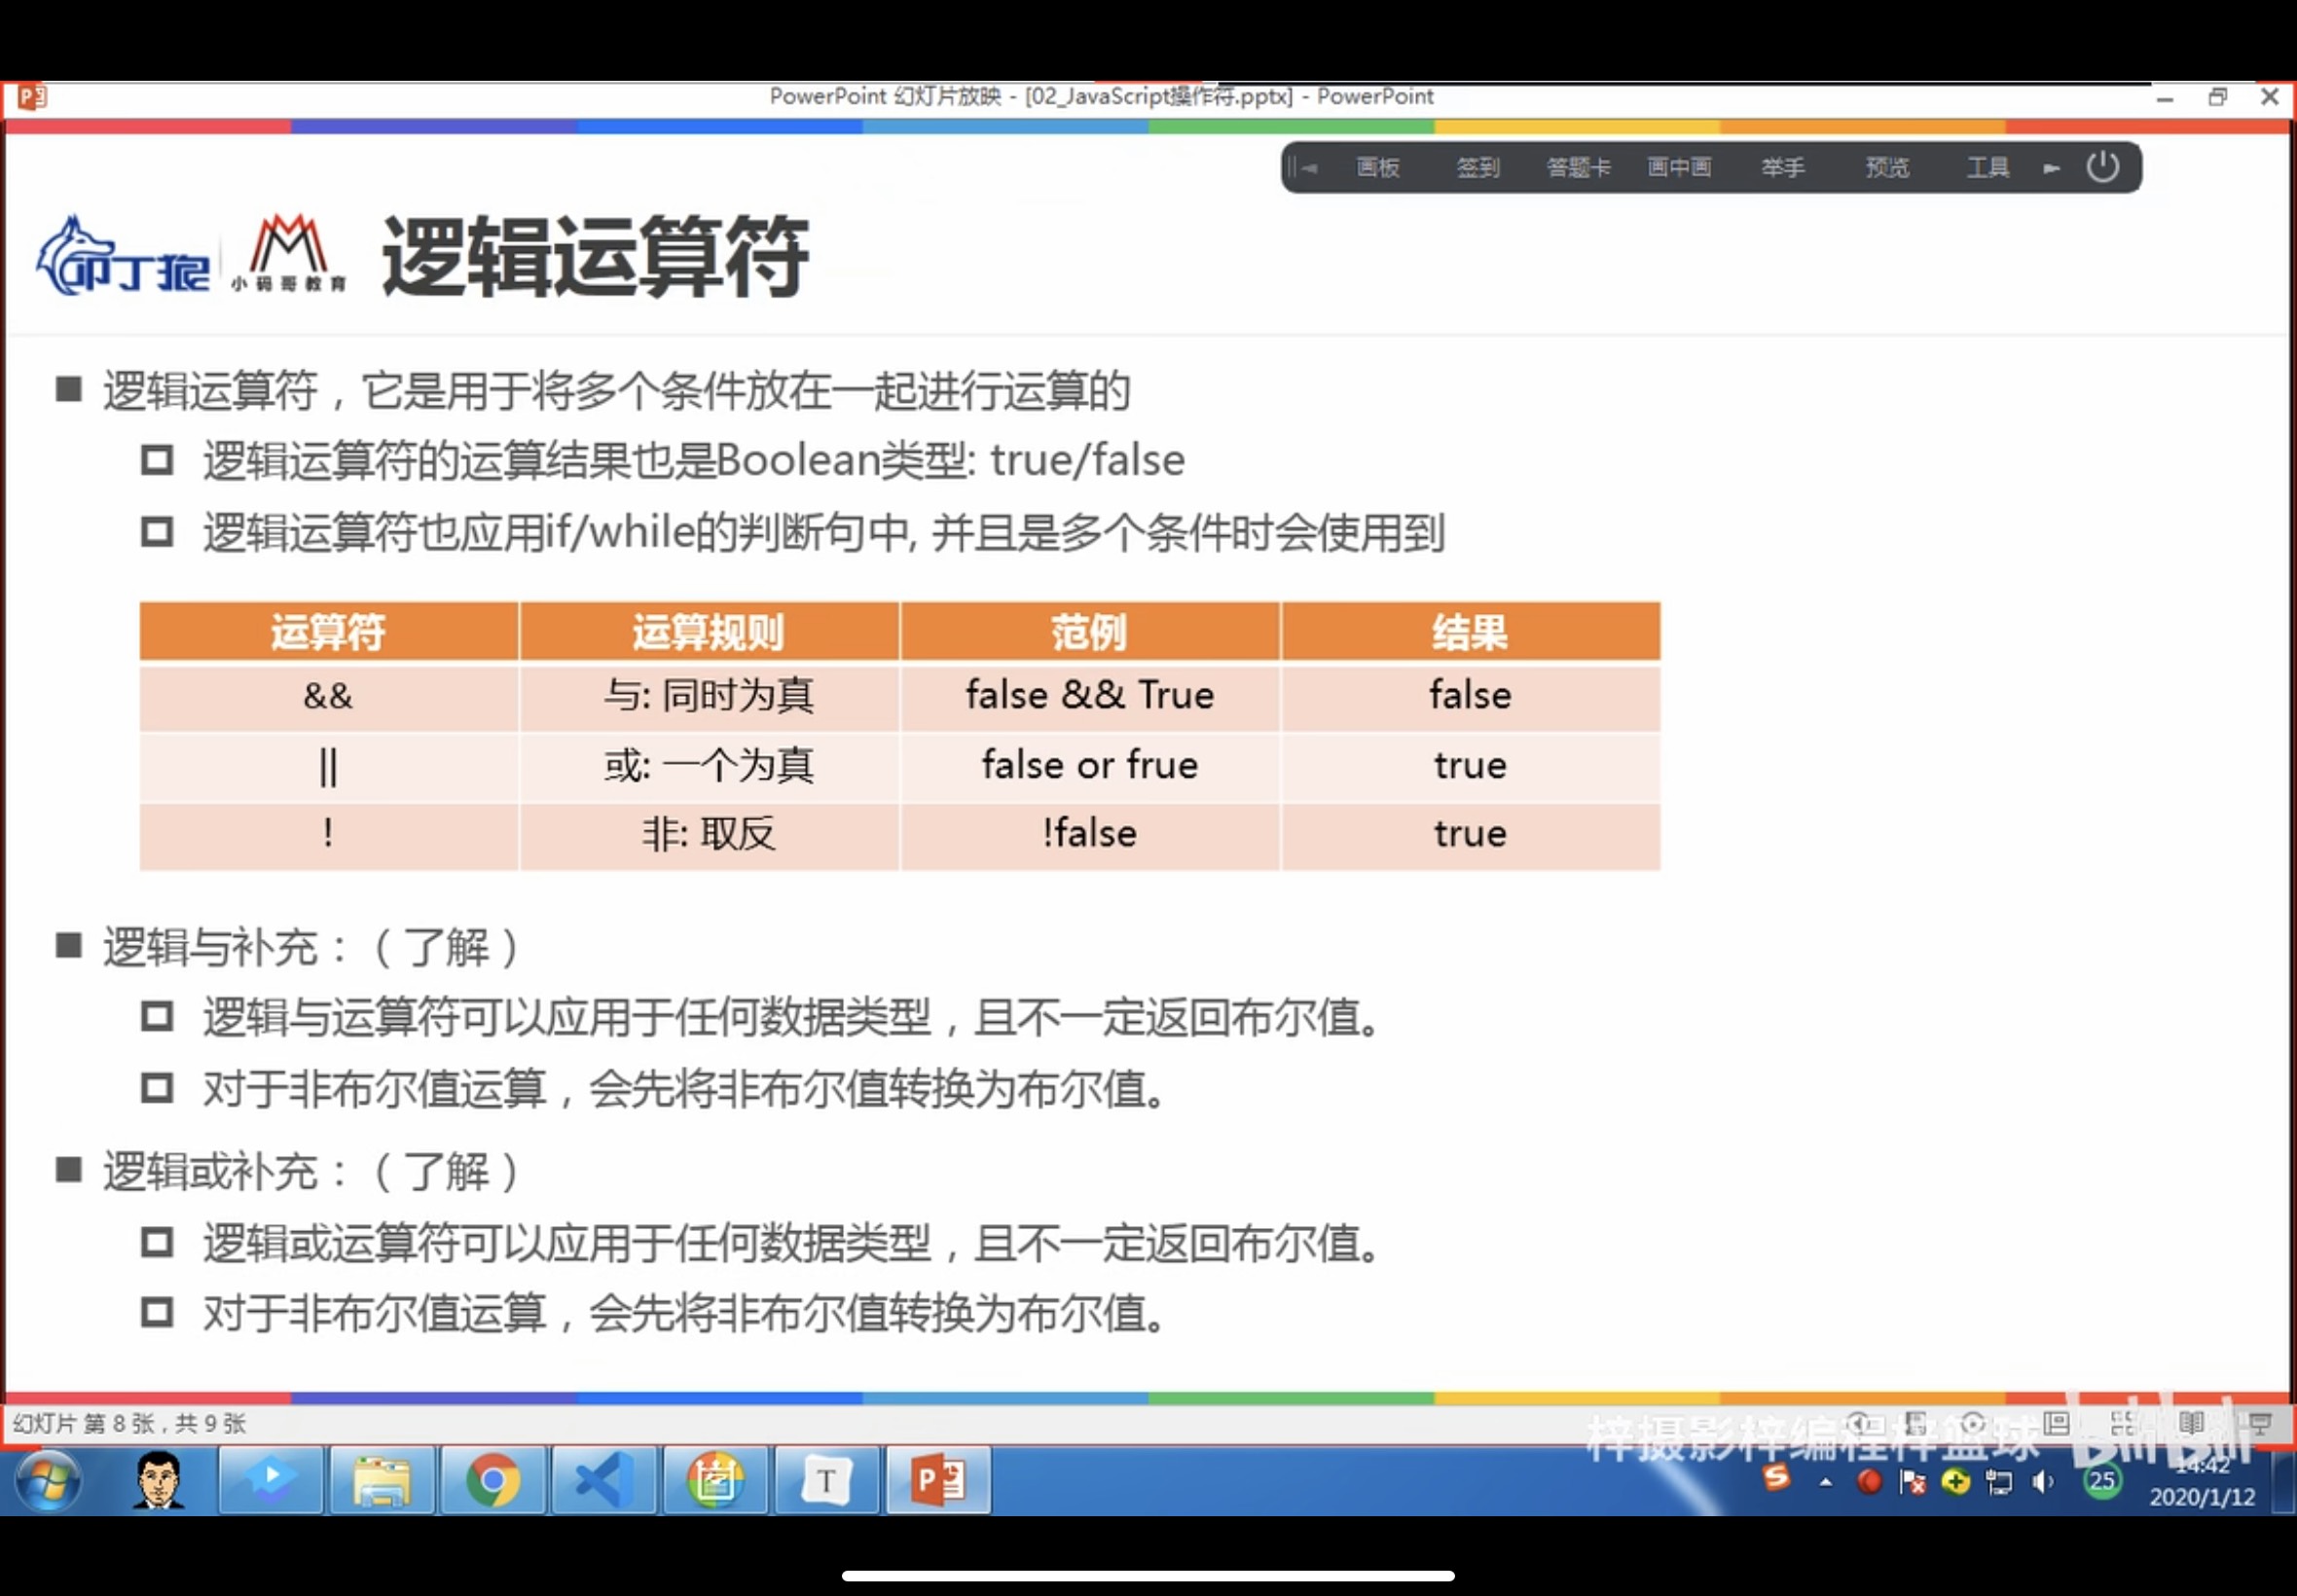 PowerPoint 幻灯片放映 - [02_JavaScript操作符.pptx] - PowerPoint
画板 签到 答题卡 画中画 举手 预览 工具
叩丁狼 小码哥教育 逻辑运算符
逻辑运算符，它是用于将多个条件放在一起进行运算的
逻辑运算符的运算结果也是Boolean类型: true/false
逻辑运算符也应用if/while的判断句中, 并且是多个条件时会使用到
运算符 运算规则 范例 结果
&& 与: 同时为真 false && True false
|| 或: 一个为真 false or frue true
! 非: 取反 !false true
逻辑与补充：（了解）
逻辑与运算符可以应用于任何数据类型，且不一定返回布尔值。
对于非布尔值运算，会先将非布尔值转换为布尔值。
逻辑或补充：（了解）
逻辑或运算符可以应用于任何数据类型，且不一定返回布尔值。
对于非布尔值运算，会先将非布尔值转换为布尔值。
幻灯片 第 8 张，共 9 张
梓摄影梓编程梓篮球 bilibili
25
14:42
2020/1/12